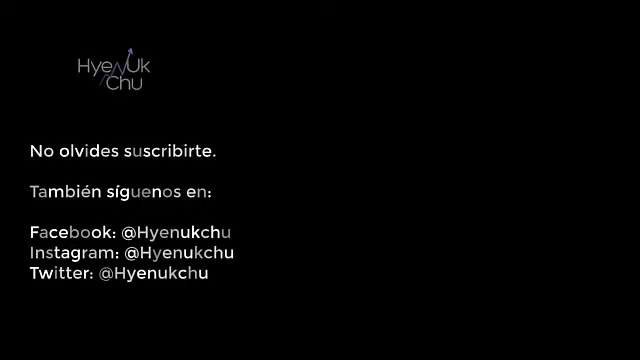 HyenUk
Chu
No olvides suscribirte.
También síguenos en:
Facebook: @Hyenukchu
Instagram: @Hyenukchu
Twitter: @Hyenukchu